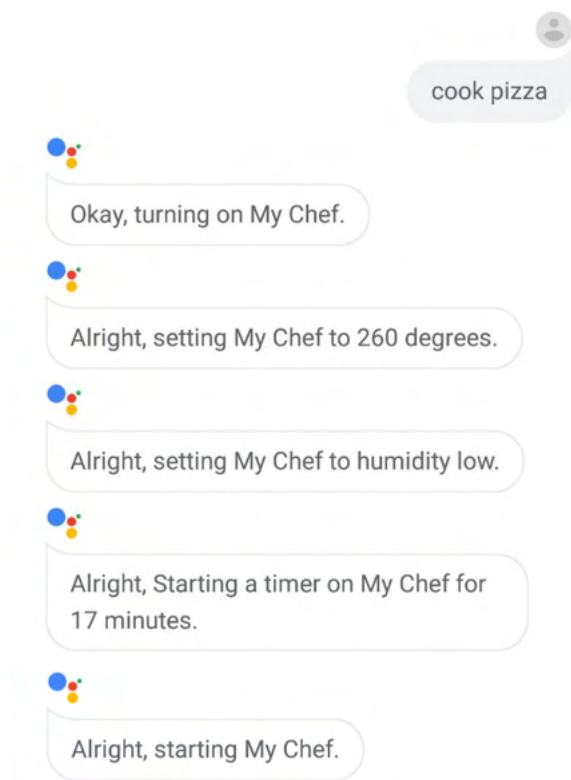 cook pizza
Okay, turning on My Chef.
Alright, setting My Chef to 260 degrees.
Alright, setting My Chef to humidity low.
Alright, Starting a timer on My Chef for
17 minutes.
Alright, starting My Chef.